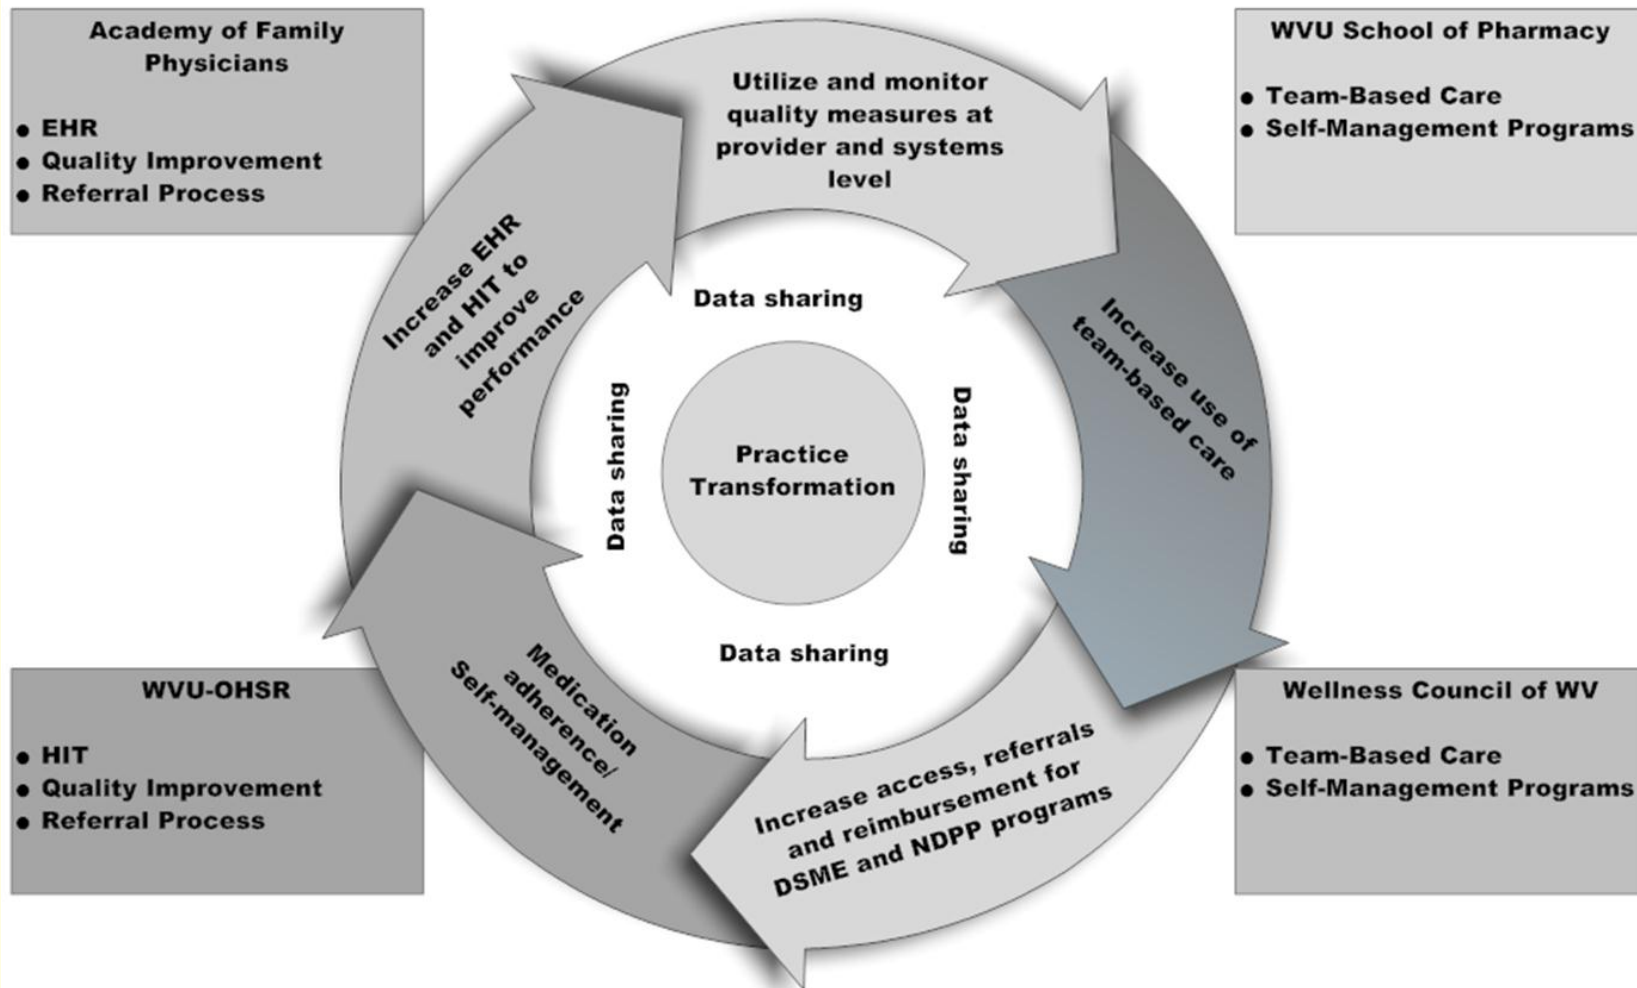 Academy of Family
Physicians
● EHR
● Quality Improvement
● Referral Process
Utilize and monitor
quality measures at
provider and systems
level
WVU School of Pharmacy
● Team-Based Care
● Self-Management Programs
Increase EHR
and HIT to
improve
performance
Data sharing
Increase use of
team-based care
Data sharing
Practice
Transformation
Data sharing
Data sharing
WVU-OHSR
● HIT
● Quality Improvement
● Referral Process
Medication
adherence/
Self-management
Increase access, referrals
and reimbursement for
DSME and NDPP programs
Wellness Council of WV
● Team-Based Care
● Self-Management Programs